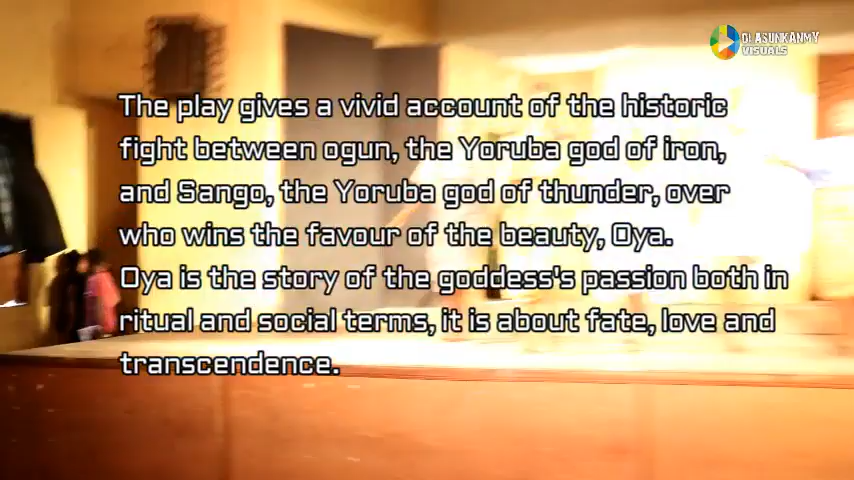 OLASUNKANMY
VISUALS
The play gives a vivid account of the historic
fight between ogun, the Yoruba god of iron,
and Sango, the Yoruba god of thunder, over
who wins the favour of the beauty, Oya.
Oya is the story of the goddess's passion both in
ritual and social terms, it is about fate, love and
transcendence.